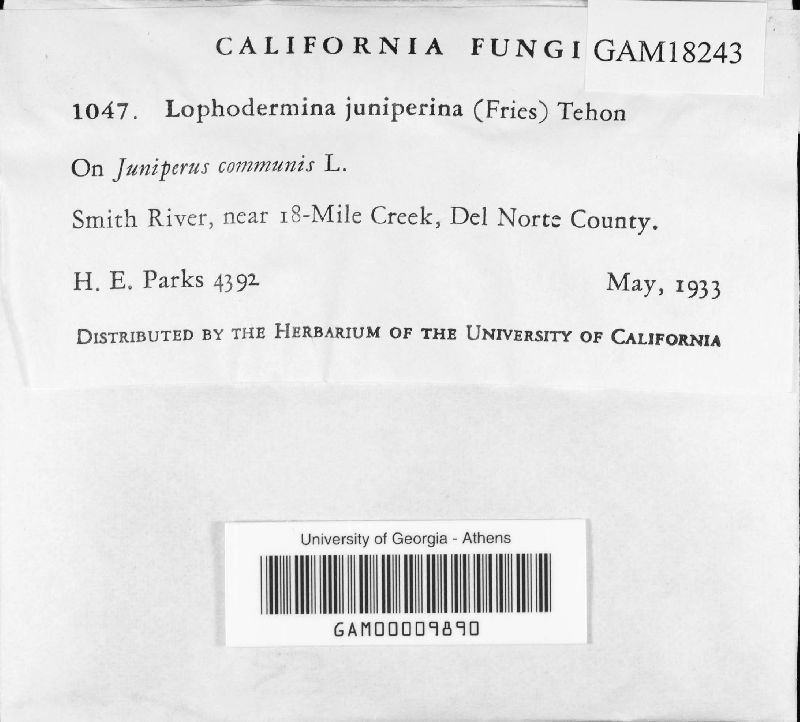 CALIFORNIA FUNGI GAM18243
1047. Lophodermina juniperina (Fries) Tehon
On Juniperus communis L.
Smith River, near 18-Mile Creek, Del Norte County.
H. E. Parks 4392 May, 1933
DISTRIBUTED BY THE HERBARIUM OF THE UNIVERSITY OF CALIFORNIA
University of Georgia - Athens
GAM00009890